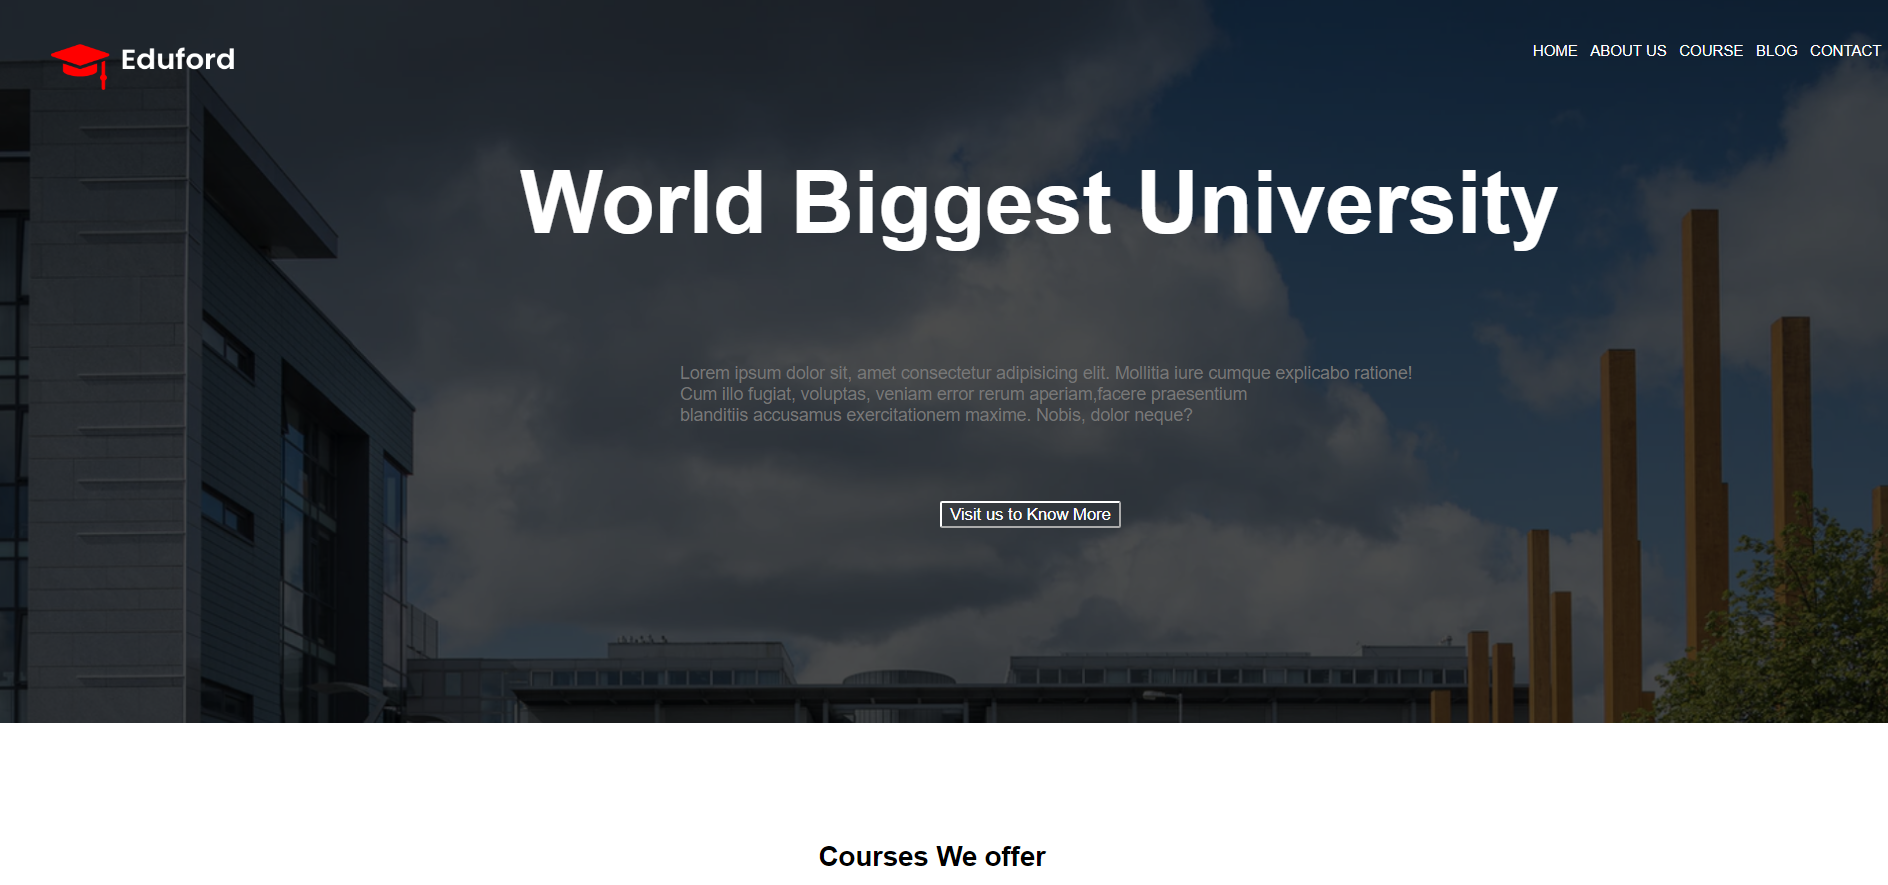 Eduford
HOME ABOUT US COURSE BLOG CONTACT
World Biggest University
Lorem ipsum dolor sit, amet consectetur adipisicing elit. Mollitia iure cumque explicabo ratione!
Cum illo fugiat, voluptas, veniam error rerum aperiam,facere praesentium
blanditiis accusamus exercitationem maxime. Nobis, dolor neque?
Visit us to Know More
Courses We offer